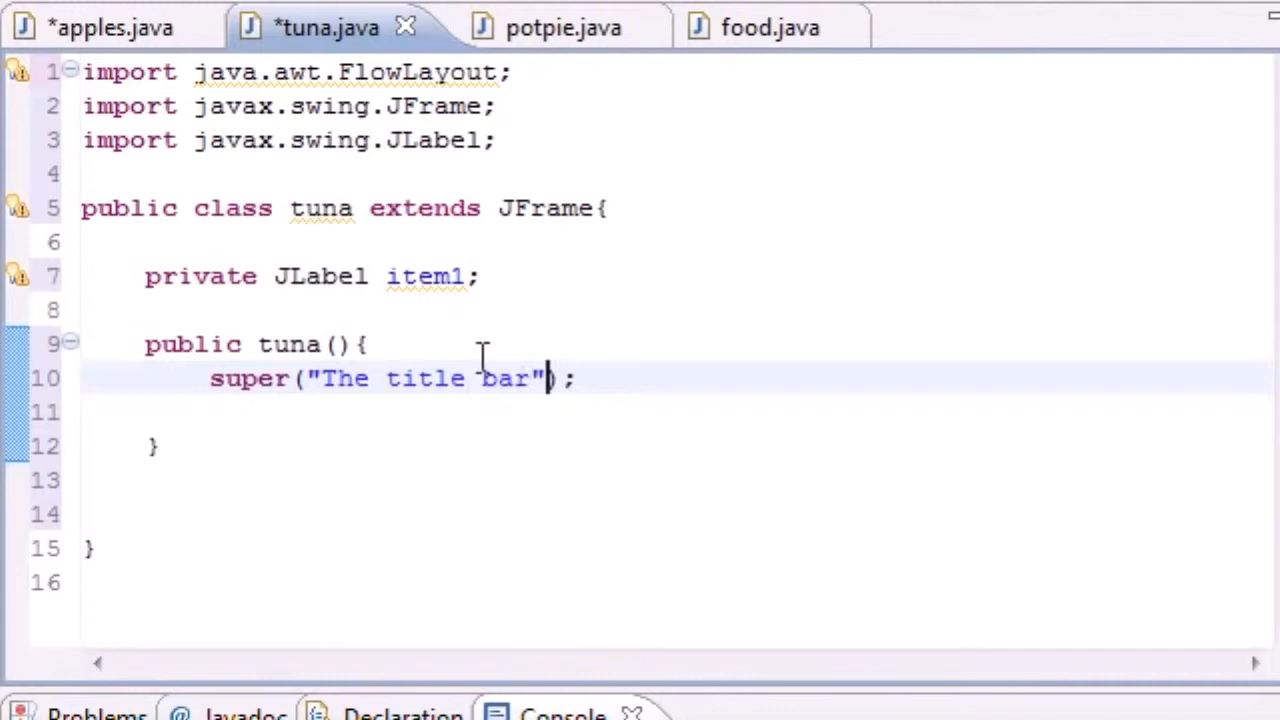 *apples.java *tuna.java potpie.java food.java
1 import java.awt.FlowLayout;
2 import javax.swing.JFrame;
3 import javax.swing.JLabel;
4
5 public class tuna extends JFrame{
6
7 private JLabel item1;
8
9 public tuna(){
10 super("The title bar");
11
12 }
13
14
15 }
16
Problems @ Javadoc Declaration Console